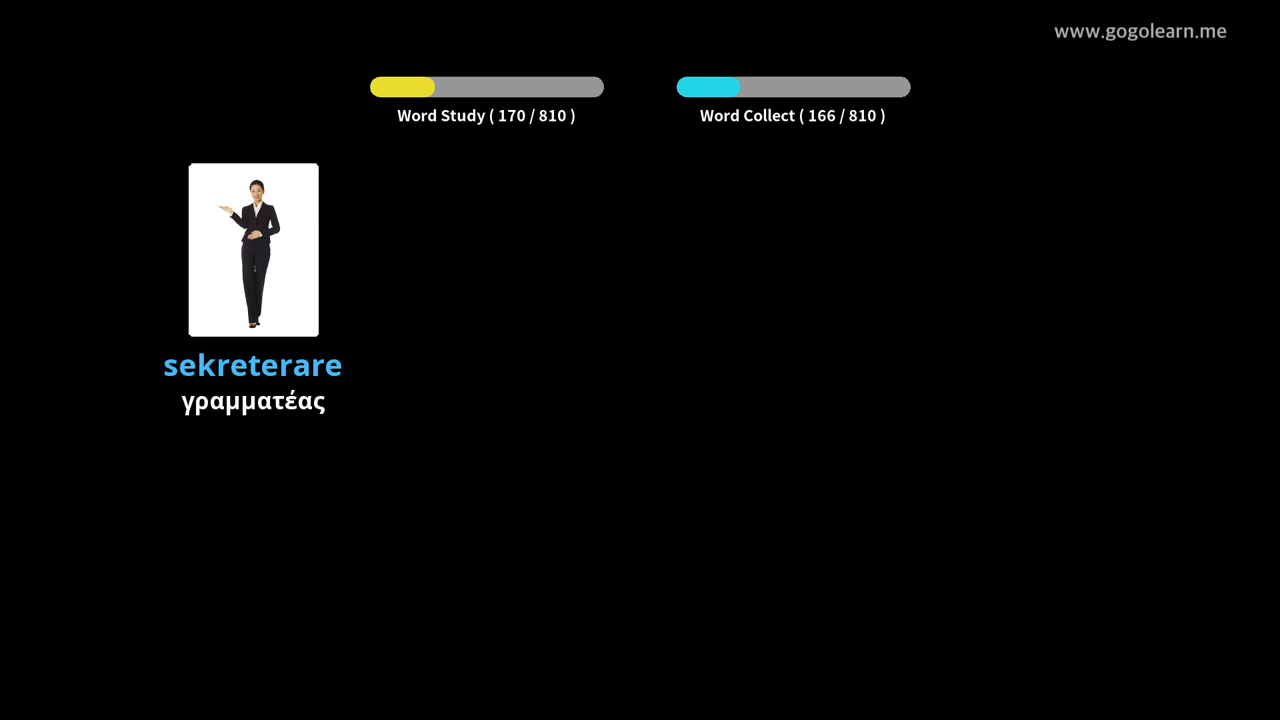 www.gogolearn.me
Word Study ( 170 / 810 )
Word Collect ( 166 / 810 )
sekreterare
γραμματέας